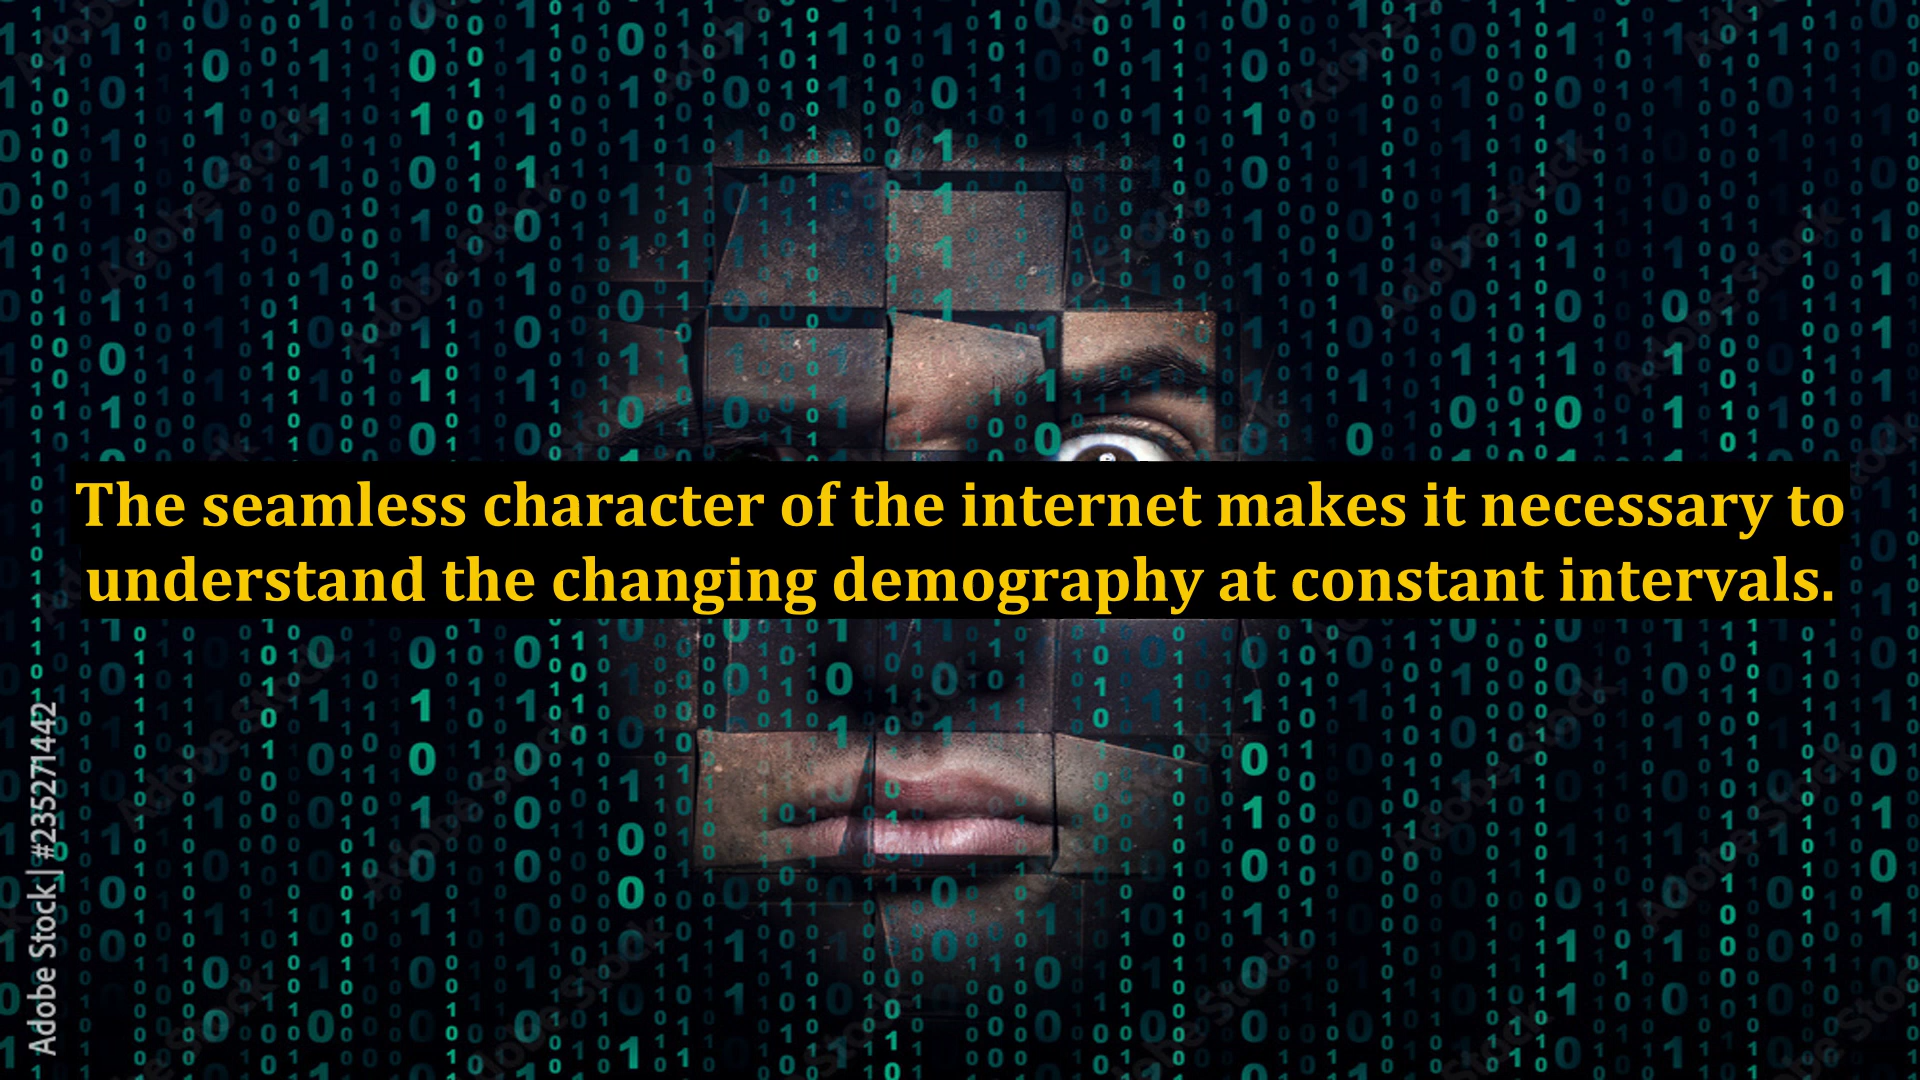 The seamless character of the internet makes it necessary to
understand the changing demography at constant intervals.
Adobe Stock | #235271442